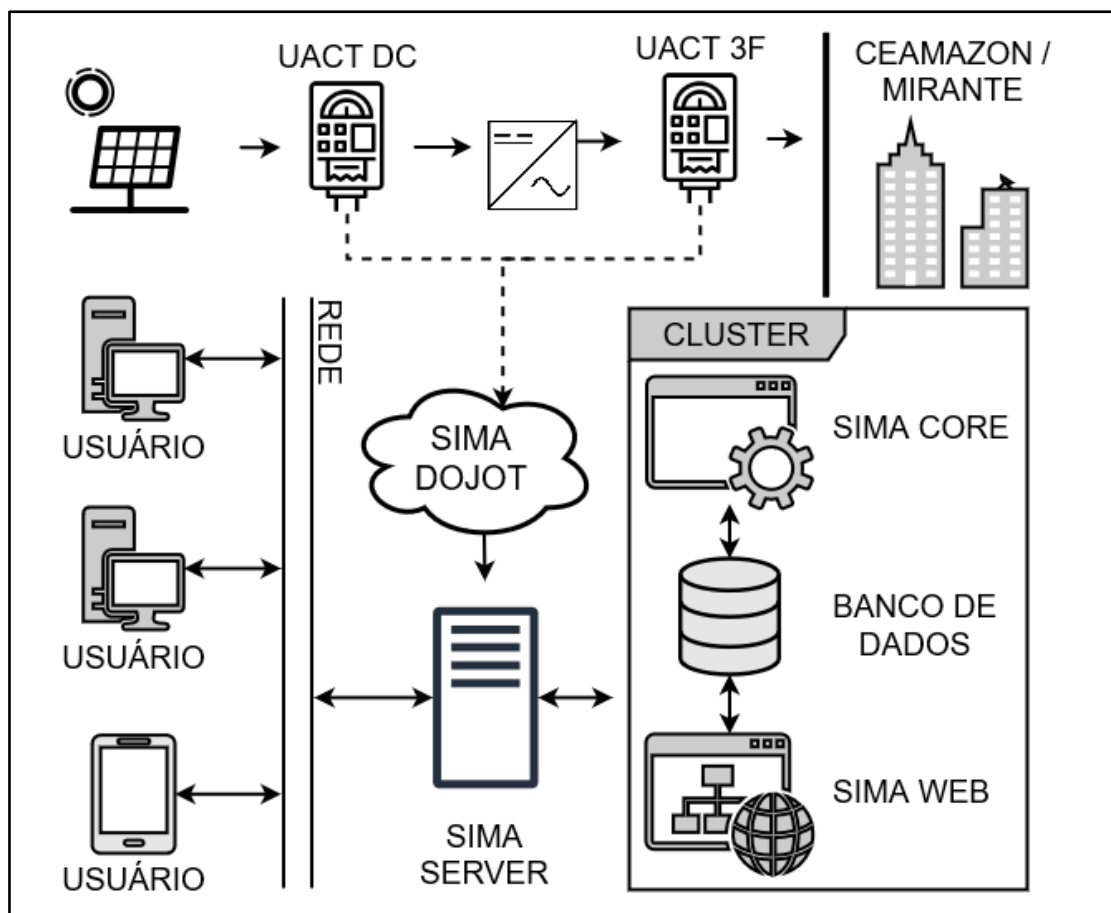 UACT DC
UACT 3F
CEAMAZON /
MIRANTE
REDE
USUÁRIO
USUÁRIO
USUÁRIO
SIMA
DOJOT
SIMA
SERVER
CLUSTER
SIMA CORE
BANCO DE
DADOS
SIMA WEB